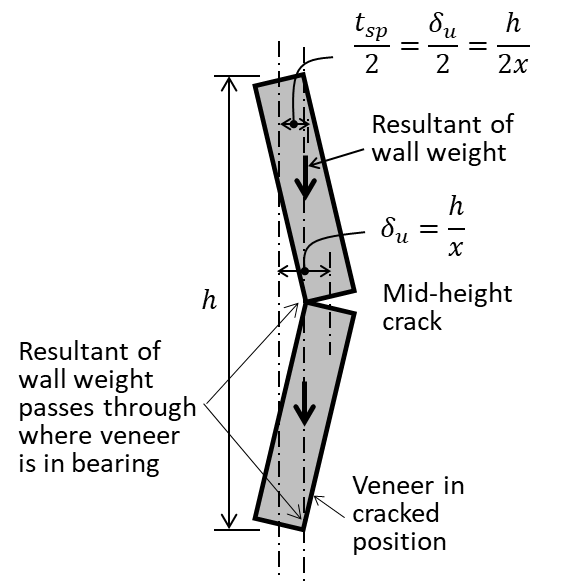 t_sp/2 = δ_u/2 = h/2x
Resultant of
wall weight
δ_u = h/x
h
Mid-height
crack
Resultant of
wall weight
passes through
where veneer
is in bearing
Veneer in
cracked
position